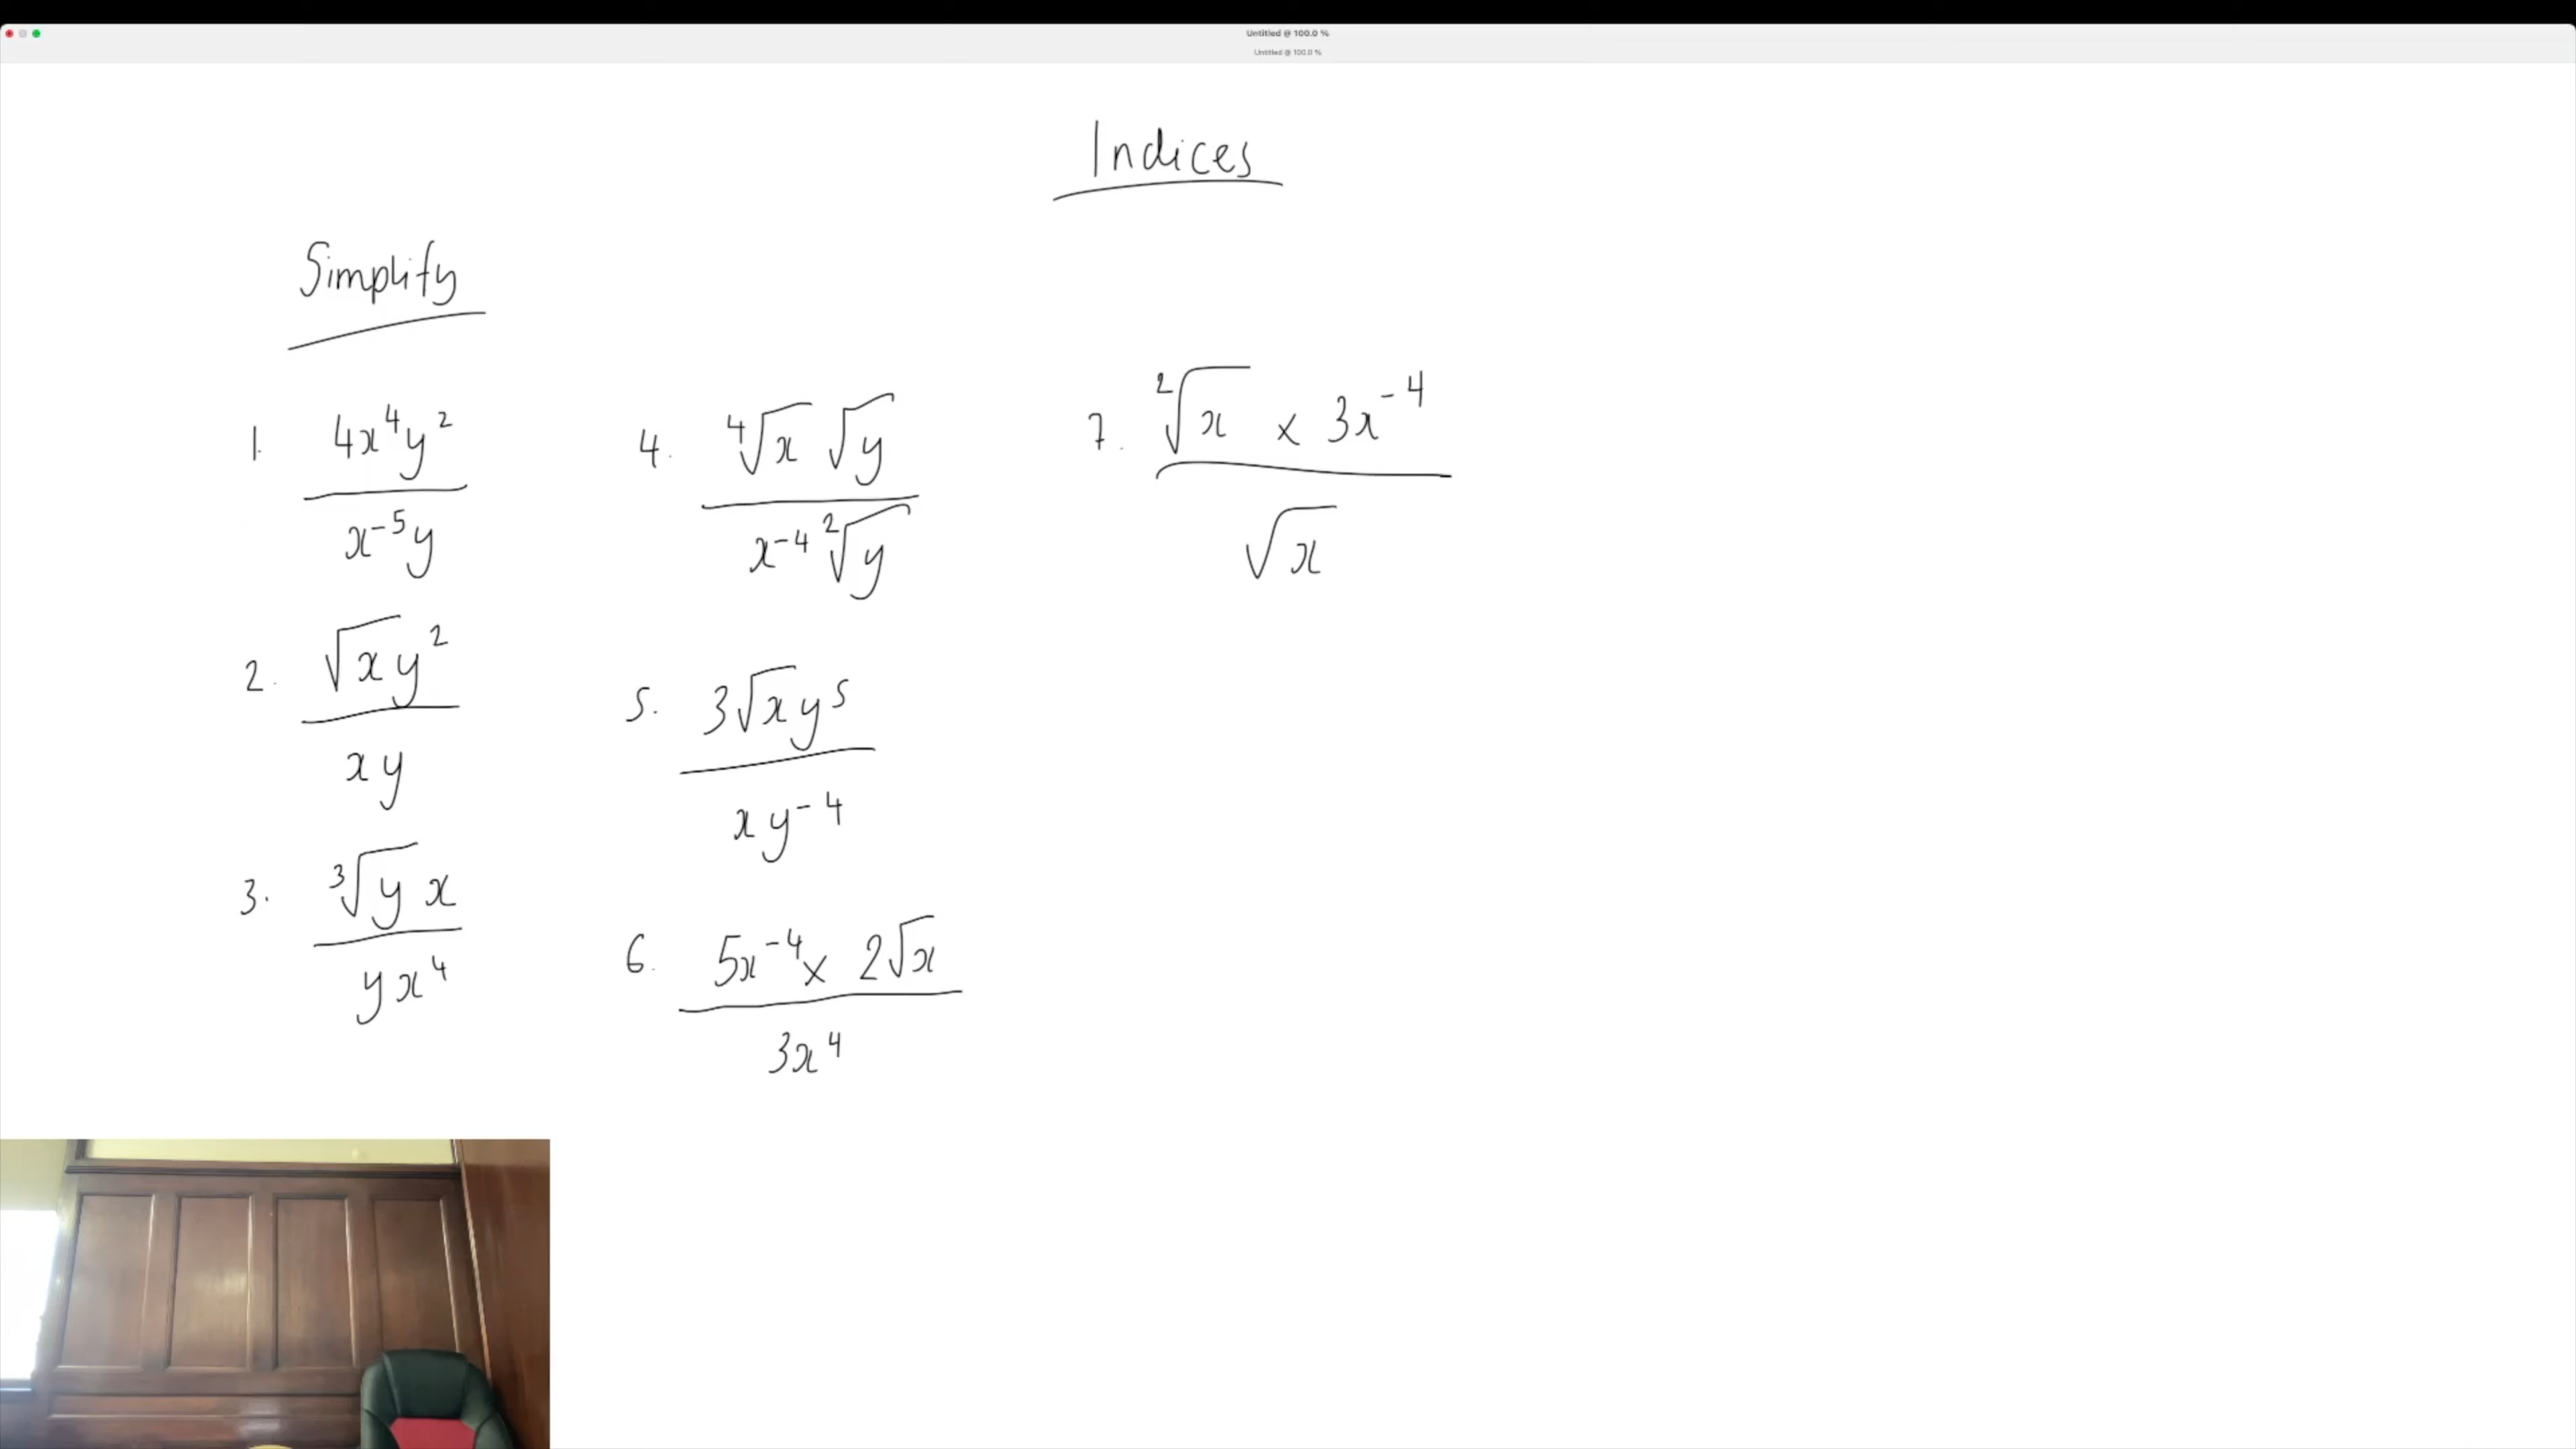 Untitled @ 100.0 %
Untitled @ 100.0 %
Indices
Simplify
1. 4x⁴y² / x⁻⁵y
2. √x y² / xy
3. ³√y x / yx⁴
4. ⁴√x √y / x⁻⁴ ²√y
5. 3√x y⁵ / xy⁻⁴
6. 5x⁻⁴ × 2√x / 3x⁴
7. ²√x × 3x⁻⁴ / √x